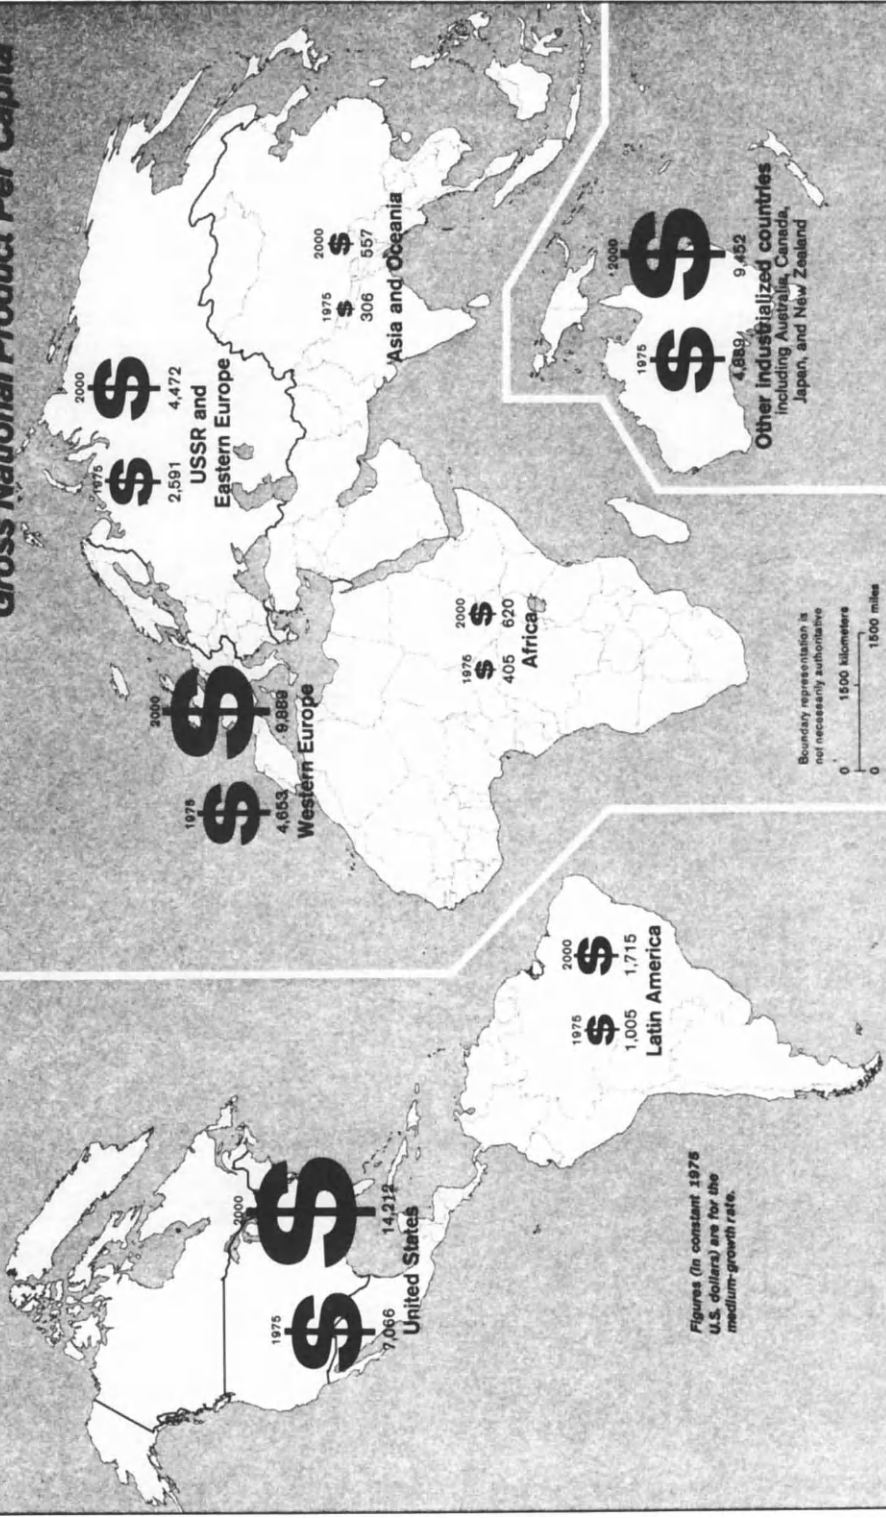 Gross National Product Per Capita
1975
$
7,066
2000
$
14,212
United States
1975
$
4,653
2000
$
9,889
Western Europe
1975
$
2,591
2000
$
4,472
USSR and
Eastern Europe
1975
$
306
2000
$
557
Asia and Oceania
1975
$
405
2000
$
620
Africa
1975
$
1,005
2000
$
1,715
Latin America
1975
$
4,889
2000
$
9,452
Other industrialized countries
including Australia, Canada,
Japan, and New Zealand
Figures (in constant 1975
U.S. dollars) are for the
medium-growth rate.
Boundary representation is
not necessarily authoritative
0 1500 kilometers
0 1500 miles